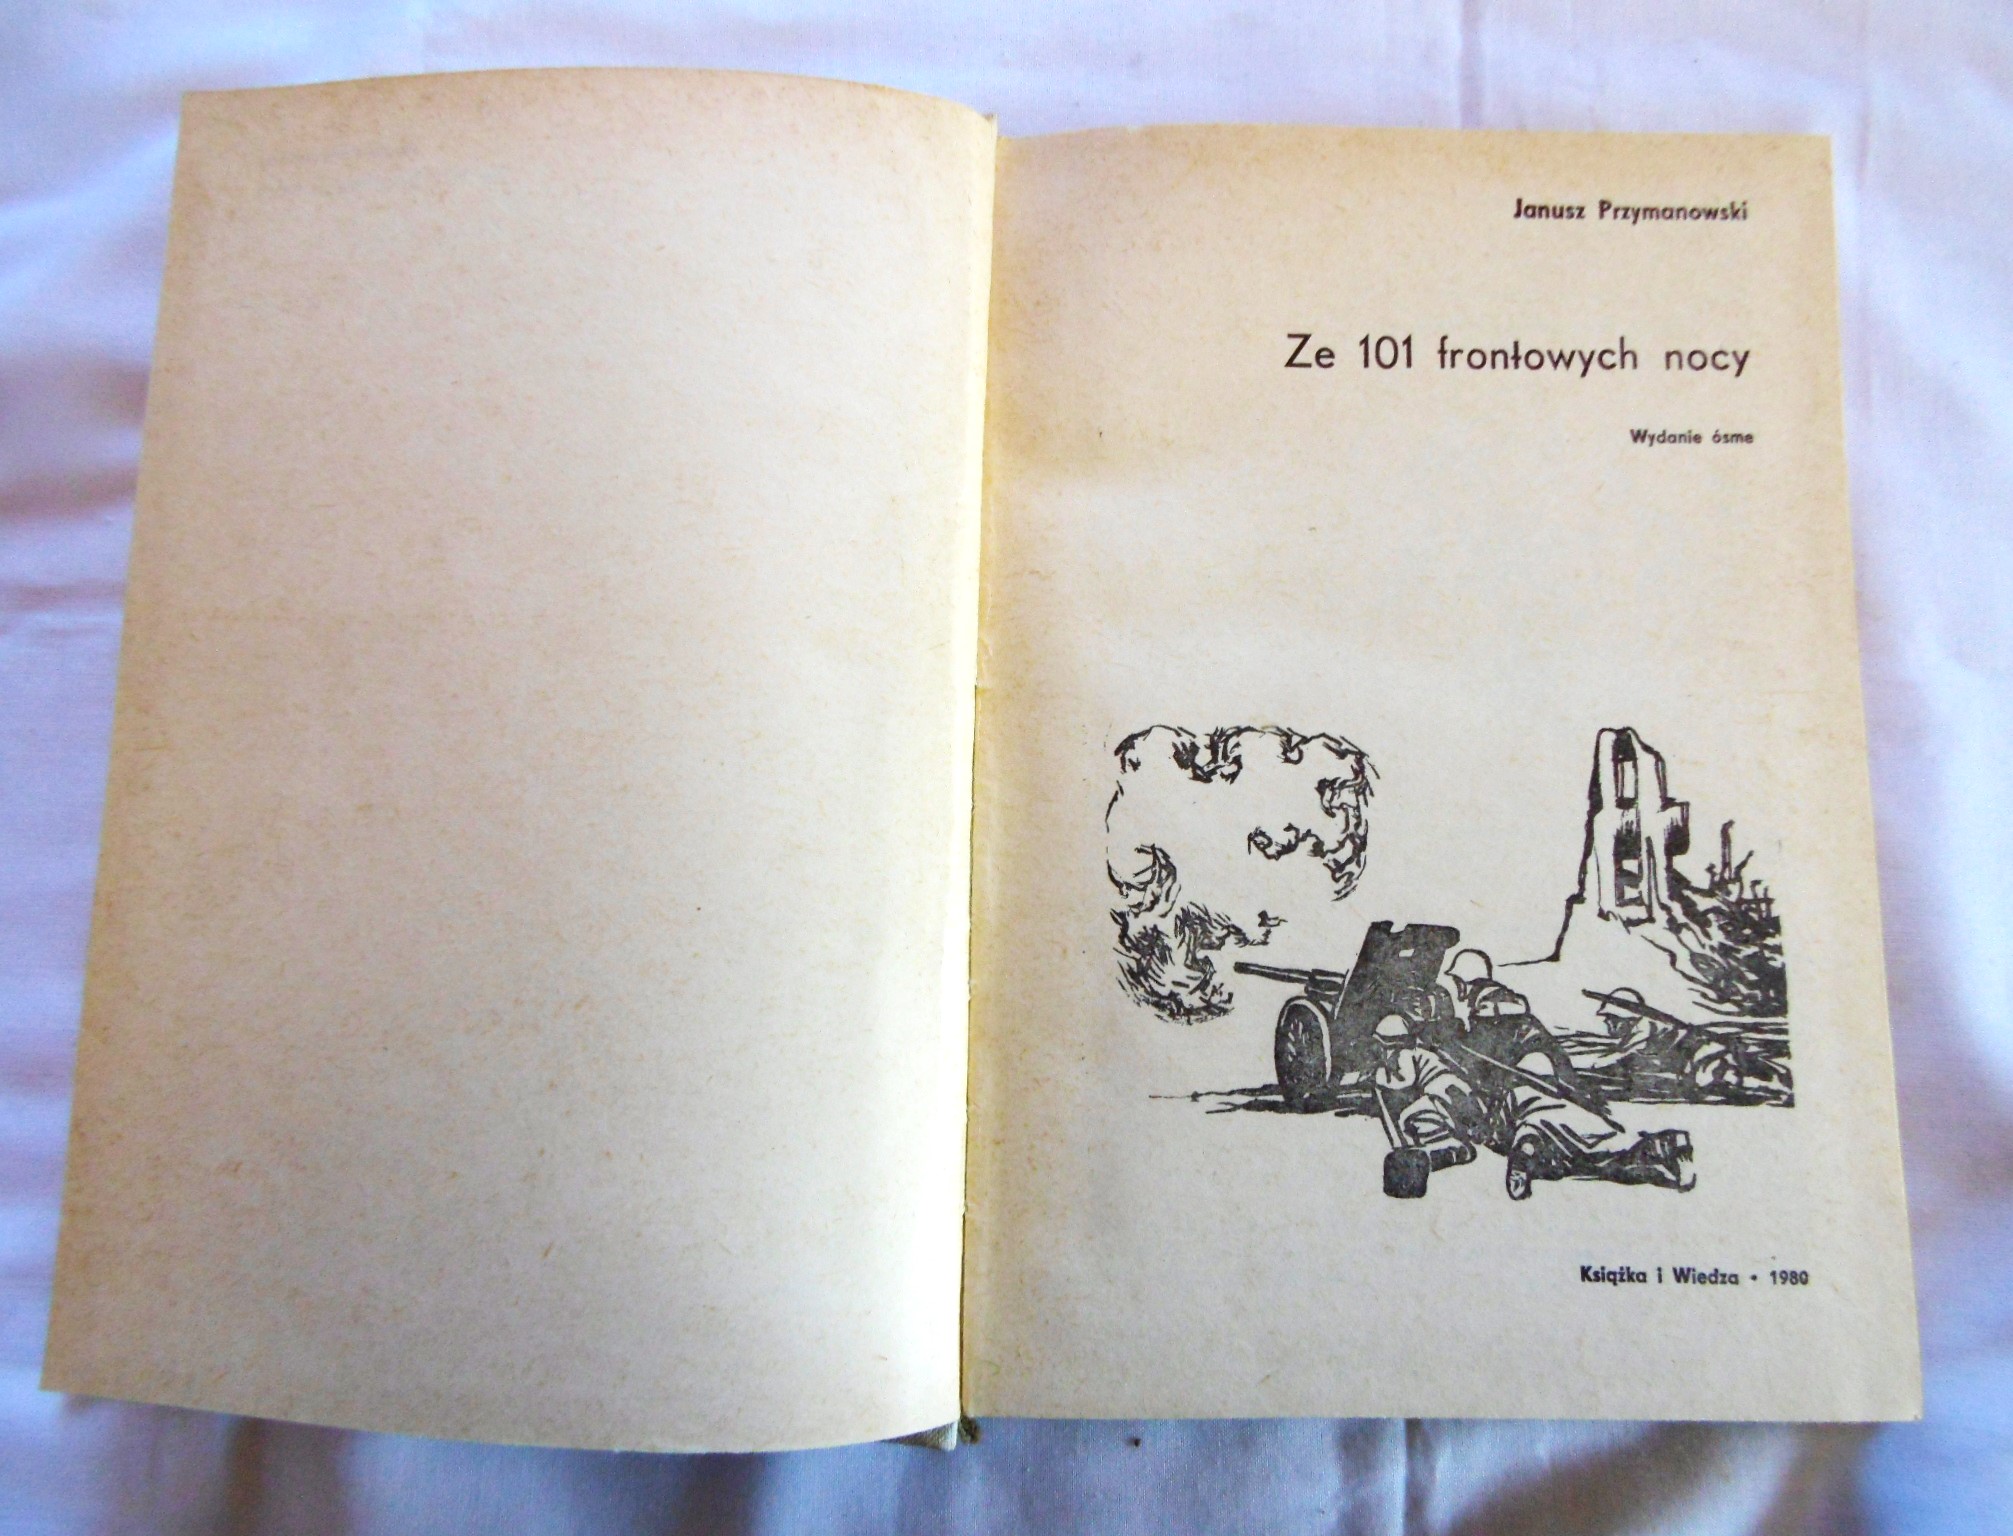 Janusz Przymanowski
Ze 101 frontowych nocy
Wydanie ósme
Książka i Wiedza • 1980